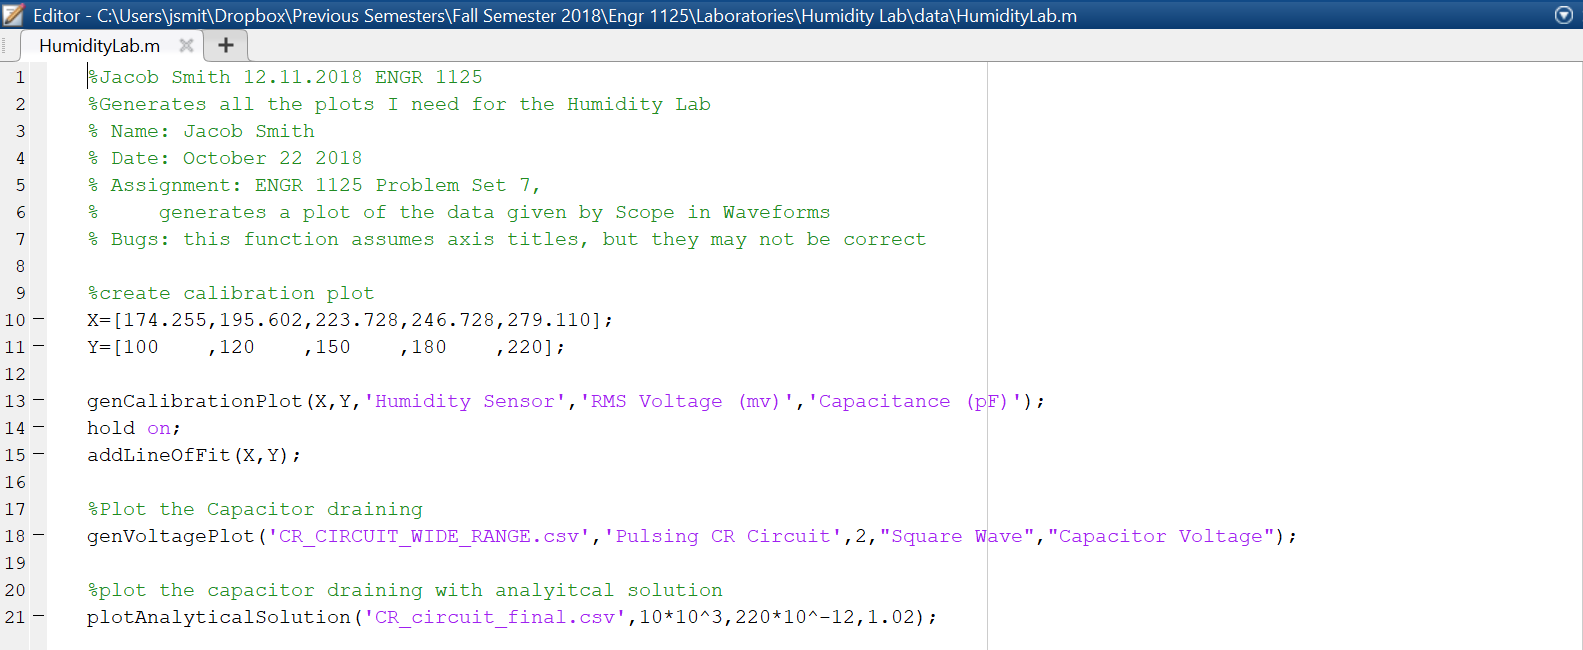 Editor - C:\Users\jsmit\Dropbox\Previous Semesters\Fall Semester 2018\Engr 1125\Laboratories\Humidity Lab\data\HumidityLab.m
HumidityLab.m
1 %Jacob Smith 12.11.2018 ENGR 1125
2 %Generates all the plots I need for the Humidity Lab
3 % Name: Jacob Smith
4 % Date: October 22 2018
5 % Assignment: ENGR 1125 Problem Set 7,
6 %     generates a plot of the data given by Scope in Waveforms
7 % Bugs: this function assumes axis titles, but they may not be correct
8
9 %create calibration plot
10 X=[174.255,195.602,223.728,246.728,279.110];
11 Y=[100    ,120    ,150    ,180    ,220];
12
13 genCalibrationPlot(X,Y,'Humidity Sensor','RMS Voltage (mv)','Capacitance (pF)');
14 hold on;
15 addLineOfFit(X,Y);
16
17 %Plot the Capacitor draining
18 genVoltagePlot('CR_CIRCUIT_WIDE_RANGE.csv','Pulsing CR Circuit',2,"Square Wave","Capacitor Voltage");
19
20 %plot the capacitor draining with analyitcal solution
21 plotAnalyticalSolution('CR_circuit_final.csv',10*10^3,220*10^-12,1.02);